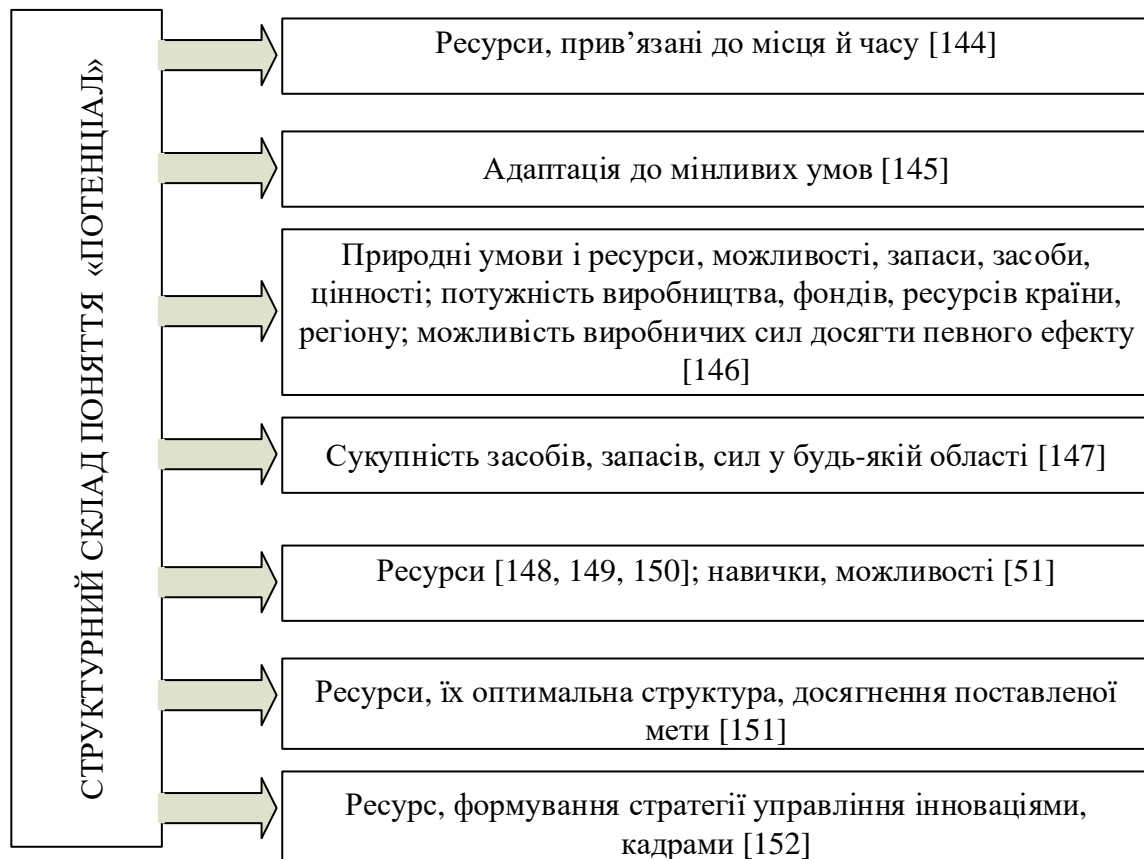 СТРУКТУРНИЙ СКЛАД ПОНЯТТЯ «ПОТЕНЦІАЛ»
Ресурси, прив’язані до місця й часу [144]
Адаптація до мінливих умов [145]
Природні умови і ресурси, можливості, запаси, засоби,
цінності; потужність виробництва, фондів, ресурсів країни,
регіону; можливість виробничих сил досягти певного ефекту
[146]
Сукупність засобів, запасів, сил у будь-якій області [147]
Ресурси [148, 149, 150]; навички, можливості [51]
Ресурси, їх оптимальна структура, досягнення поставленої
мети [151]
Ресурс, формування стратегії управління інноваціями,
кадрами [152]